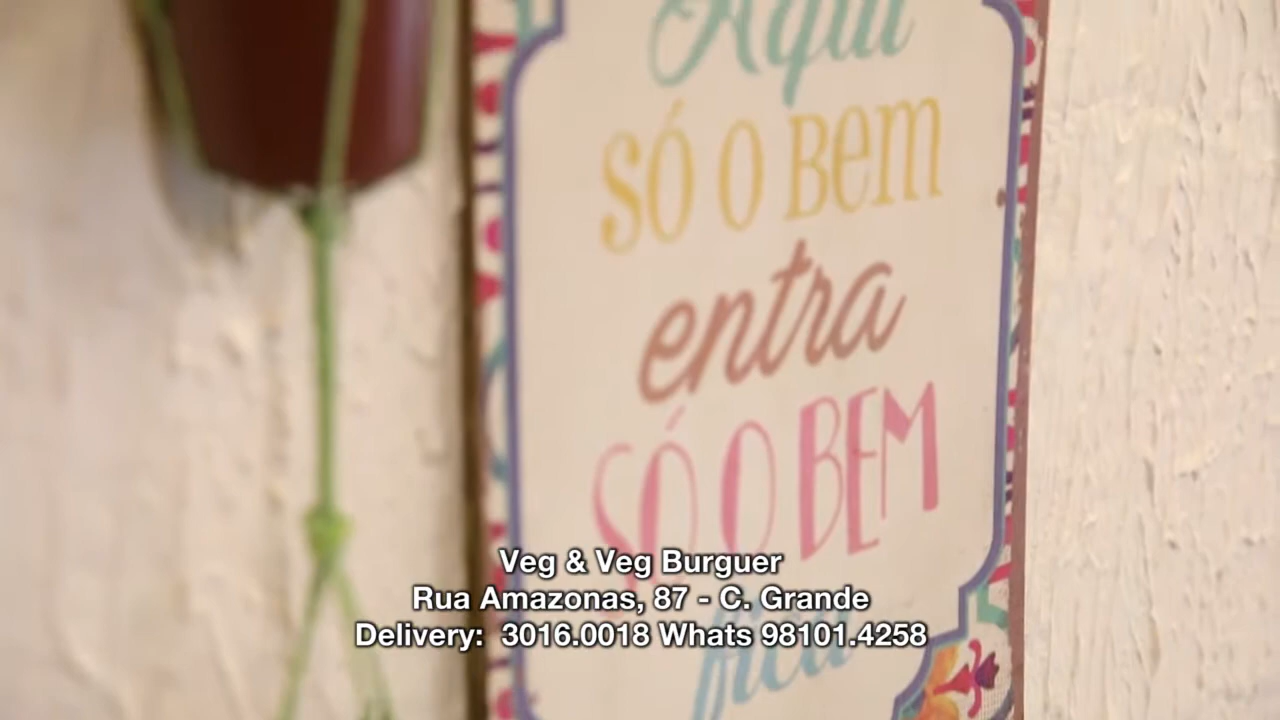 Aqui
SÓ O BEM
entra
SÓ O BEM
fica
Veg & Veg Burguer
Rua Amazonas, 87 - C. Grande
Delivery:  3016.0018 Whats 98101.4258